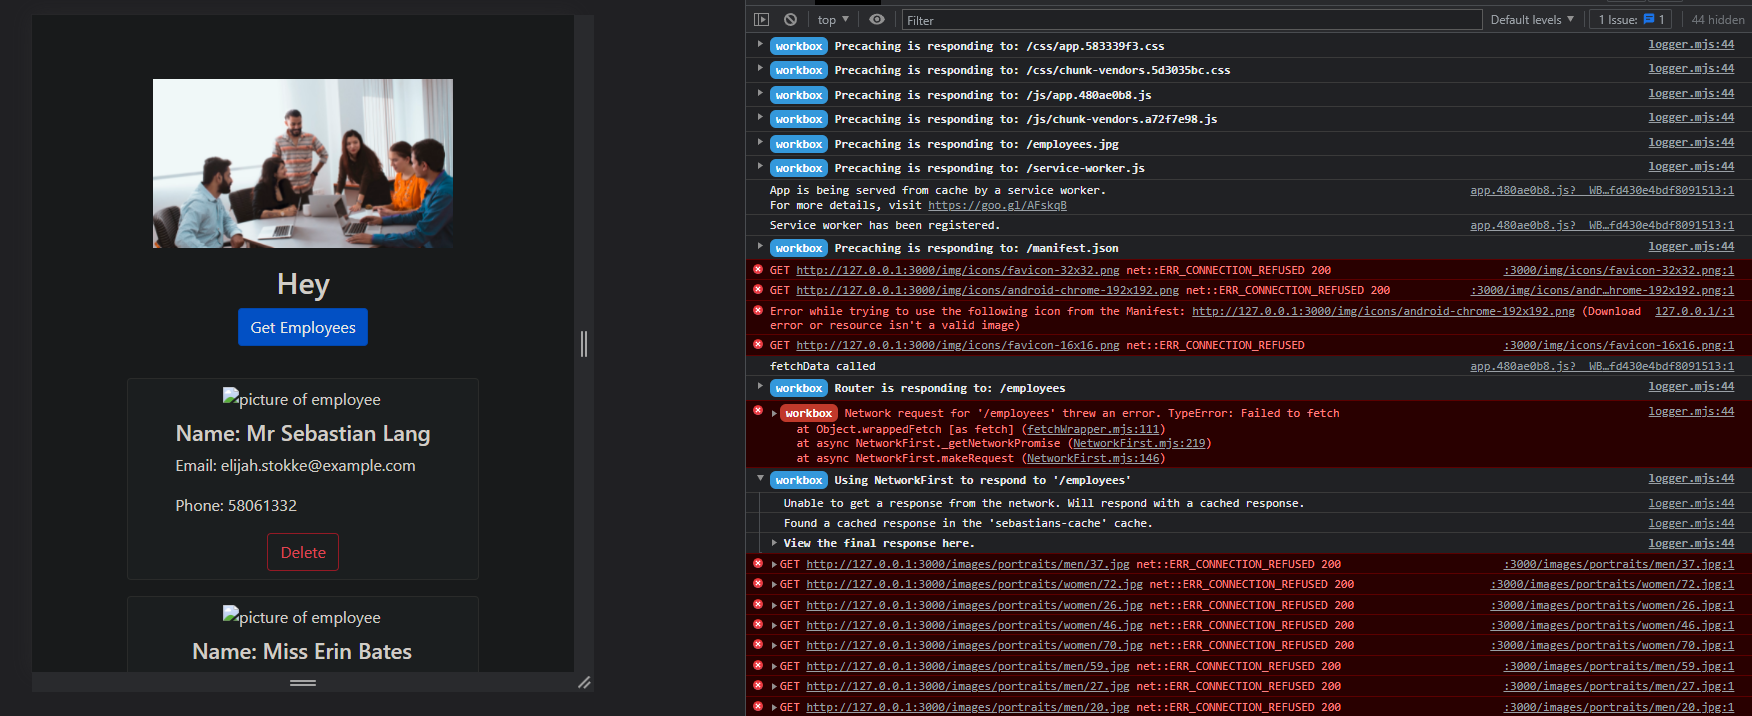 Hey
Get Employees
picture of employee
Name: Mr Sebastian Lang
Email: elijah.stokke@example.com
Phone: 58061332
Delete
picture of employee
Name: Miss Erin Bates
top ▼
Filter
Default levels ▼
1 Issue: 1
44 hidden
workbox Precaching is responding to: /css/app.583339f3.css logger.mjs:44
workbox Precaching is responding to: /css/chunk-vendors.5d3035bc.css logger.mjs:44
workbox Precaching is responding to: /js/app.480ae0b8.js logger.mjs:44
workbox Precaching is responding to: /js/chunk-vendors.a72f7e98.js logger.mjs:44
workbox Precaching is responding to: /employees.jpg logger.mjs:44
workbox Precaching is responding to: /service-worker.js logger.mjs:44
App is being served from cache by a service worker. app.480ae0b8.js?__WB…fd430e4bdf8091513:1
For more details, visit https://goo.gl/AFskqB
Service worker has been registered. app.480ae0b8.js?__WB…fd430e4bdf8091513:1
workbox Precaching is responding to: /manifest.json logger.mjs:44
GET http://127.0.0.1:3000/img/icons/favicon-32x32.png net::ERR_CONNECTION_REFUSED 200 :3000/img/icons/favicon-32x32.png:1
GET http://127.0.0.1:3000/img/icons/android-chrome-192x192.png net::ERR_CONNECTION_REFUSED 200 :3000/img/icons/andr…hrome-192x192.png:1
Error while trying to use the following icon from the Manifest: http://127.0.0.1:3000/img/icons/android-chrome-192x192.png (Download 127.0.0.1/:1
error or resource isn't a valid image)
GET http://127.0.0.1:3000/img/icons/favicon-16x16.png net::ERR_CONNECTION_REFUSED :3000/img/icons/favicon-16x16.png:1
fetchData called app.480ae0b8.js?__WB…fd430e4bdf8091513:1
workbox Router is responding to: /employees logger.mjs:44
workbox Network request for '/employees' threw an error. TypeError: Failed to fetch logger.mjs:44
at Object.wrappedFetch [as fetch] (fetchWrapper.mjs:111)
at async NetworkFirst._getNetworkPromise (NetworkFirst.mjs:219)
at async NetworkFirst.makeRequest (NetworkFirst.mjs:146)
workbox Using NetworkFirst to respond to '/employees' logger.mjs:44
Unable to get a response from the network. Will respond with a cached response. logger.mjs:44
Found a cached response in the 'sebastians-cache' cache. logger.mjs:44
View the final response here. logger.mjs:44
GET http://127.0.0.1:3000/images/portraits/men/37.jpg net::ERR_CONNECTION_REFUSED 200 :3000/images/portraits/men/37.jpg:1
GET http://127.0.0.1:3000/images/portraits/women/72.jpg net::ERR_CONNECTION_REFUSED 200 :3000/images/portraits/women/72.jpg:1
GET http://127.0.0.1:3000/images/portraits/women/26.jpg net::ERR_CONNECTION_REFUSED 200 :3000/images/portraits/women/26.jpg:1
GET http://127.0.0.1:3000/images/portraits/women/46.jpg net::ERR_CONNECTION_REFUSED 200 :3000/images/portraits/women/46.jpg:1
GET http://127.0.0.1:3000/images/portraits/women/70.jpg net::ERR_CONNECTION_REFUSED 200 :3000/images/portraits/women/70.jpg:1
GET http://127.0.0.1:3000/images/portraits/men/59.jpg net::ERR_CONNECTION_REFUSED 200 :3000/images/portraits/men/59.jpg:1
GET http://127.0.0.1:3000/images/portraits/men/27.jpg net::ERR_CONNECTION_REFUSED 200 :3000/images/portraits/men/27.jpg:1
GET http://127.0.0.1:3000/images/portraits/men/20.jpg net::ERR_CONNECTION_REFUSED 200 :3000/images/portraits/men/20.jpg:1